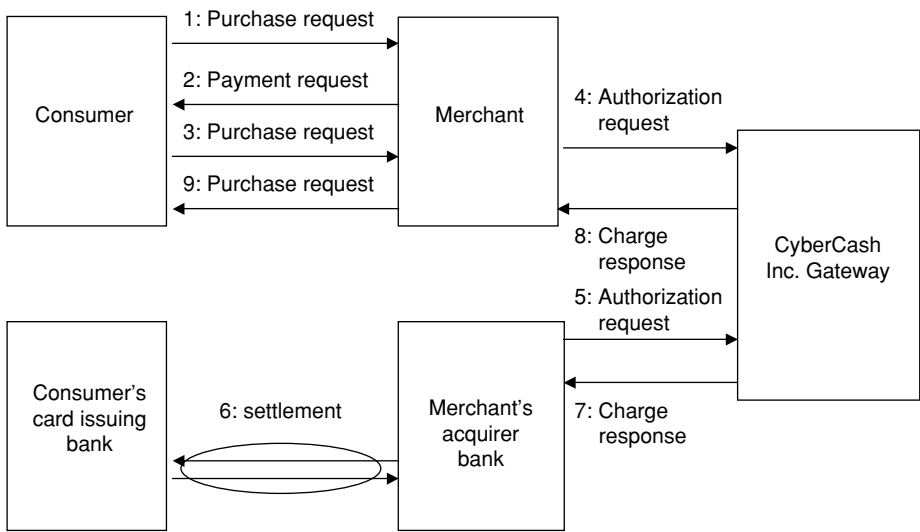 1: Purchase request
2: Payment request
Consumer
Merchant
3: Purchase request
9: Purchase request
4: Authorization
request
8: Charge
response
CyberCash
Inc. Gateway
5: Authorization
request
7: Charge
response
Consumer’s
card issuing
bank
6: settlement
Merchant’s
acquirer
bank